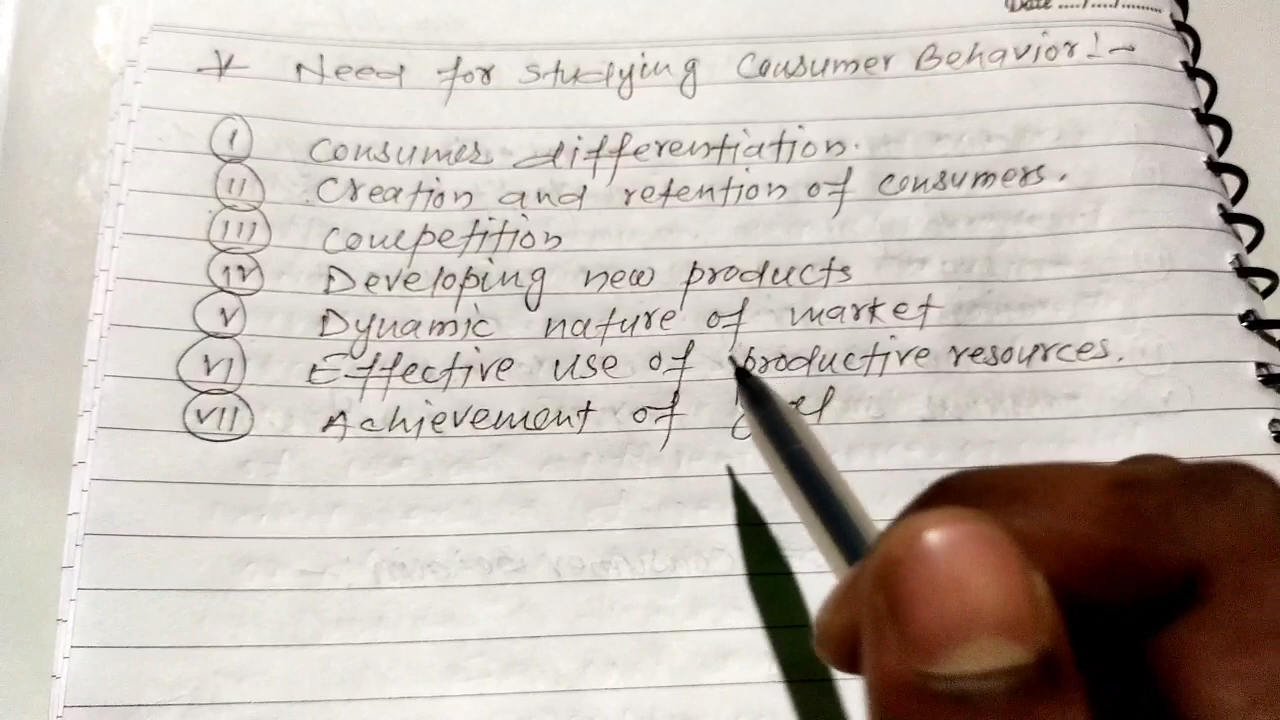 Date ..../..../.........
* Need for studying Consumer Behavior:-
(I) Consumer differentiation.
(II) Creation and retention of consumers.
(III) Competition
(IV) Developing new products
(V) Dynamic nature of market
(VI) Effective use of productive resources.
(VII) Achievement of